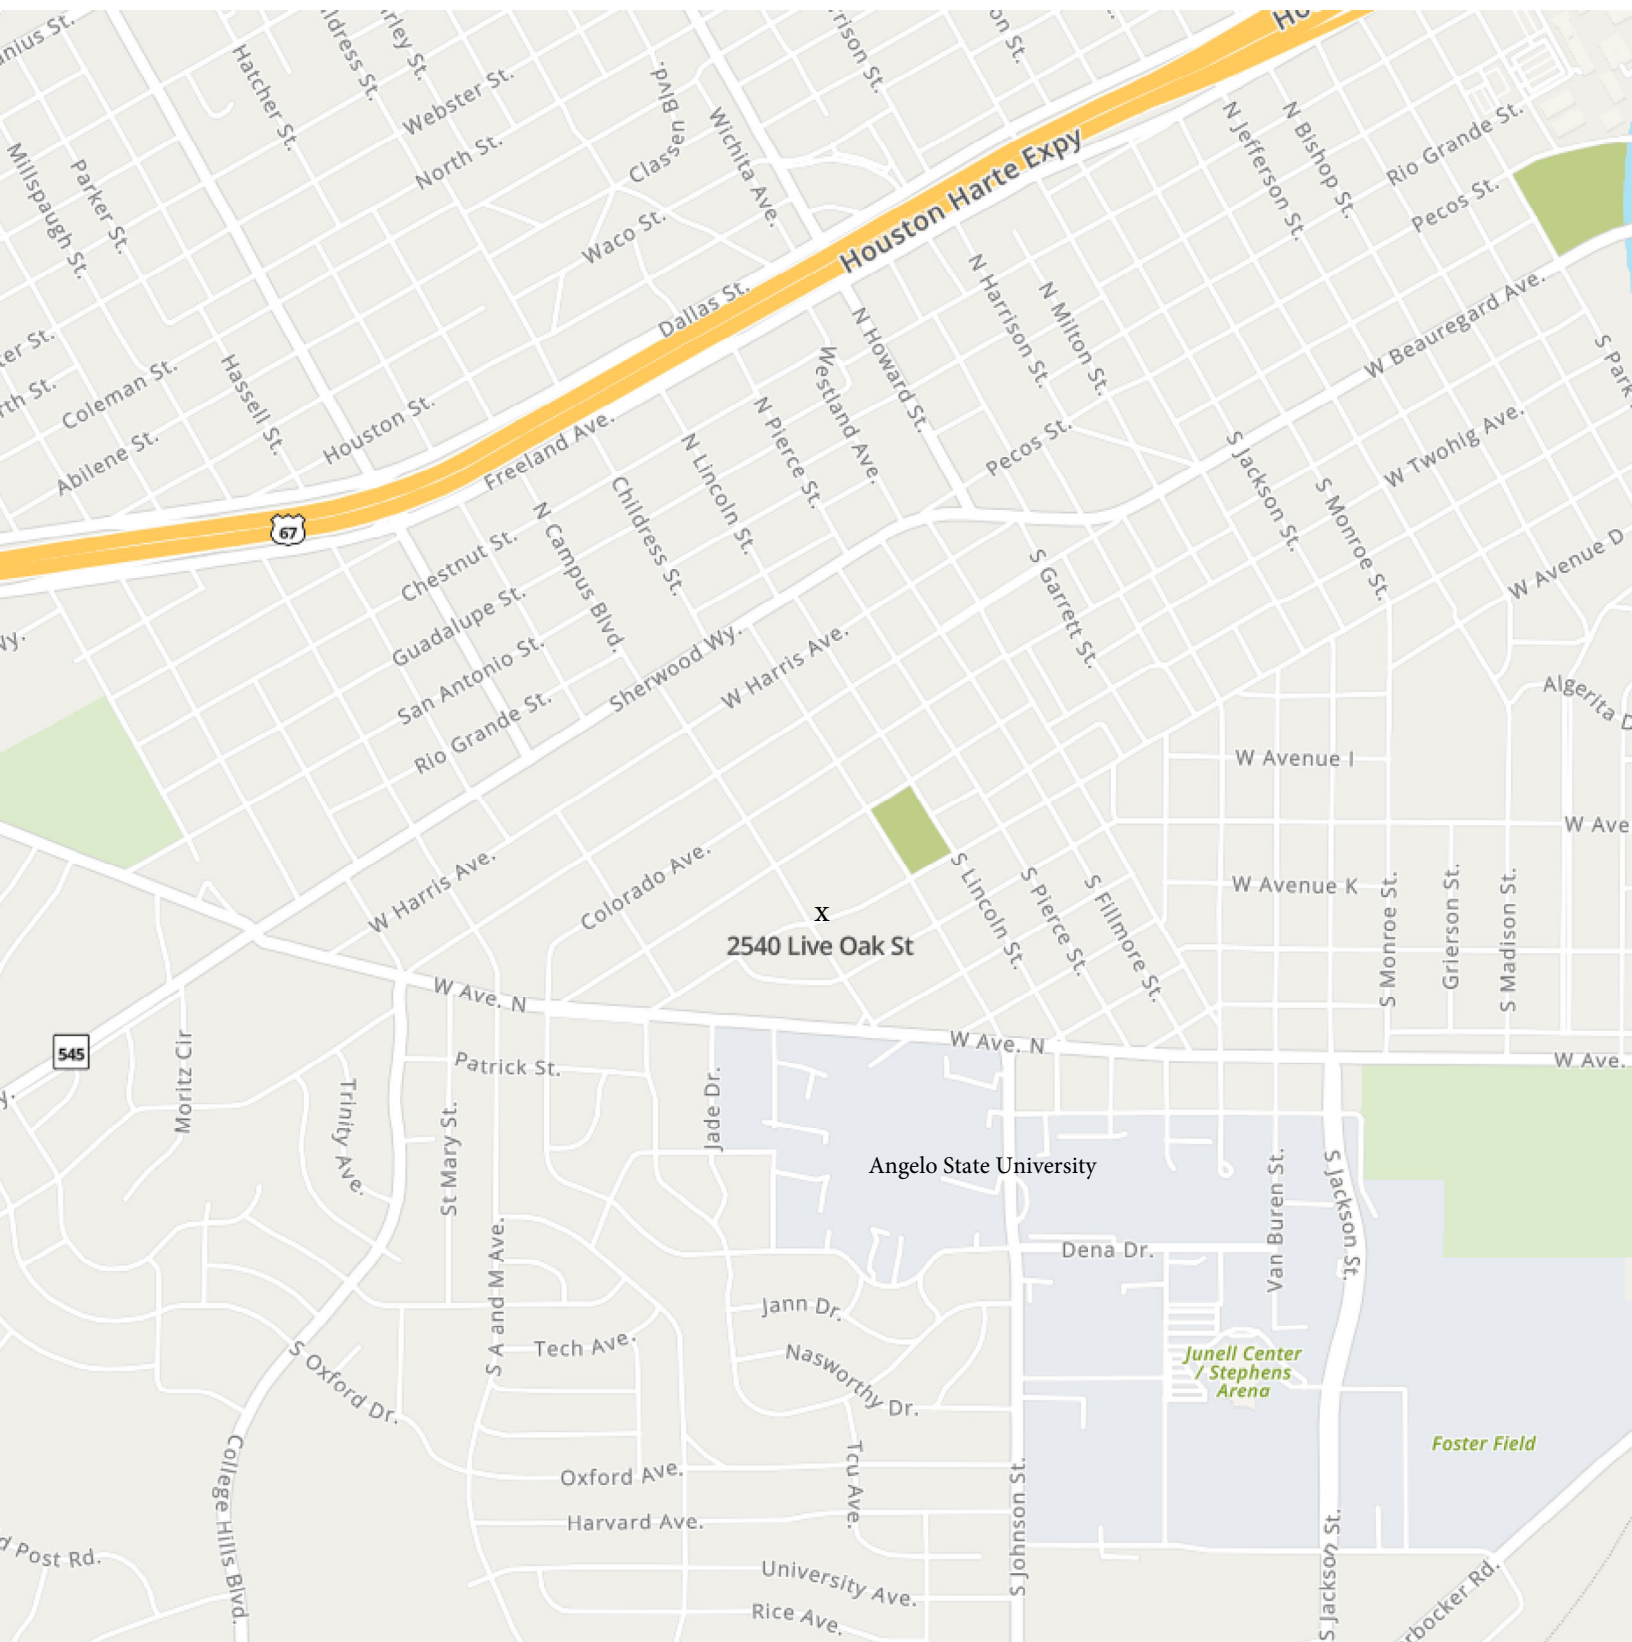 Ho
Hatcher St.
Webster St.
North St.
Classen Blvd.
Wichita Ave.
Millspaugh St.
Parker St.
Waco St.
Dallas St.
Houston Harte Expy
N Jefferson St.
N Bishop St.
Rio Grande St.
Pecos St.
N Harrison St.
N Milton St.
W Beauregard Ave.
S Park
Coleman St.
Hassell St.
Abilene St.
Houston St.
Freeland Ave.
67
N Howard St.
Westland Ave.
N Pierce St.
N Lincoln St.
Childress St.
N Campus Blvd.
Pecos St.
S Jackson St.
S Monroe St.
W Twohig Ave.
W Avenue D
Chestnut St.
Guadalupe St.
San Antonio St.
Rio Grande St.
Sherwood Wy.
W Harris Ave.
S Garrett St.
Algerita D
W Avenue I
W Ave
W Avenue K
W Harris Ave.
Colorado Ave.
x
2540 Live Oak St
S Lincoln St.
S Pierce St.
S Fillmore St.
S Monroe St.
Grierson St.
S Madison St.
W Ave. N
W Ave. N
W Ave.
545
Moritz Cir
Trinity Ave.
Patrick St.
St Mary St.
Jade Dr.
Angelo State University
Van Buren St.
S Jackson St.
Dena Dr.
S A and M Ave.
Jann Dr.
Tech Ave.
Nasworthy Dr.
Junell Center
/ Stephens
Arena
Foster Field
S Oxford Dr.
College Hills Blvd.
Oxford Ave.
Tcu Ave.
Harvard Ave.
S Johnson St.
S Jackson St.
d Post Rd.
University Ave.
Rice Ave.
rbocker Rd.